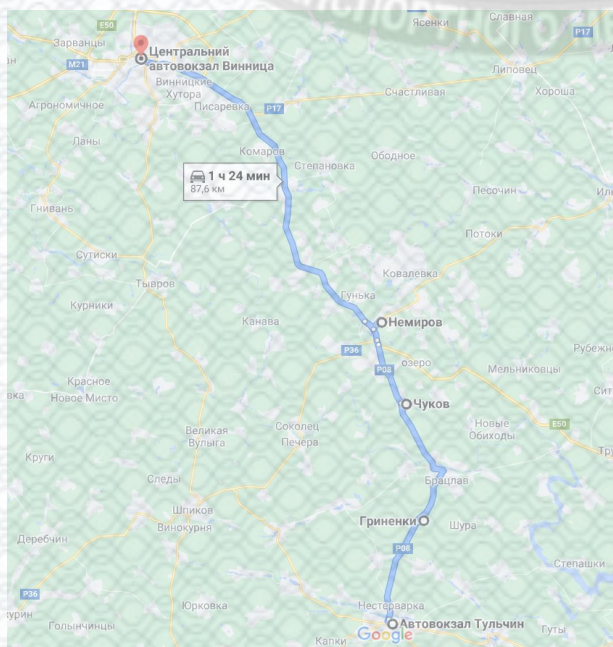 Ясенки
Славная
E50
P17
Зарванцы
Центральний
автовокзал Винница
Липовец
M21
Винницкие
Хутора
Счастливая
Хороша
Агрономичное
Писаревка
P17
Ланы
Комаров
Ободное
Степановка
1 ч 24 мин
87,6 км
Песочин
Гнивань
Потоки
Сутиски
Ковалевка
Тывров
Гунька
Курники
Канава
Немиров
P36
озеро
P08
Мельниковцы
Красное
Новое Мисто
Чуков
Великая
Вулыга
Соколец
Новые
Обиходы
E50
Печера
Круги
Следы
Брацлав
Шпиков
Гриненки
Шура
Винокурня
Деребчин
P08
Степашки
P36
Юрковка
Нестерварка
Голынчинцы
Автовокзал Тульчин
Гуты
Google
Капки